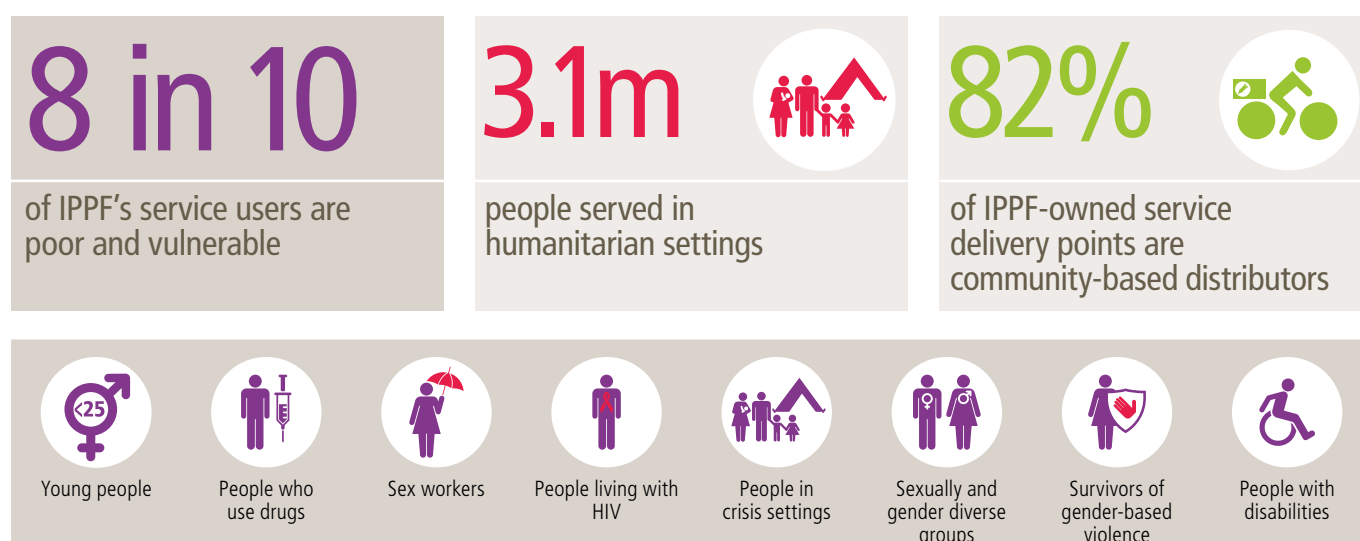 8 in 10
of IPPF's service users are
poor and vulnerable
3.1m
people served in
humanitarian settings
82%
of IPPF-owned service
delivery points are
community-based distributors
<25
Young people
People who
use drugs
Sex workers
People living with
HIV
People in
crisis settings
Sexually and
gender diverse
groups
Survivors of
gender-based
violence
People with
disabilities